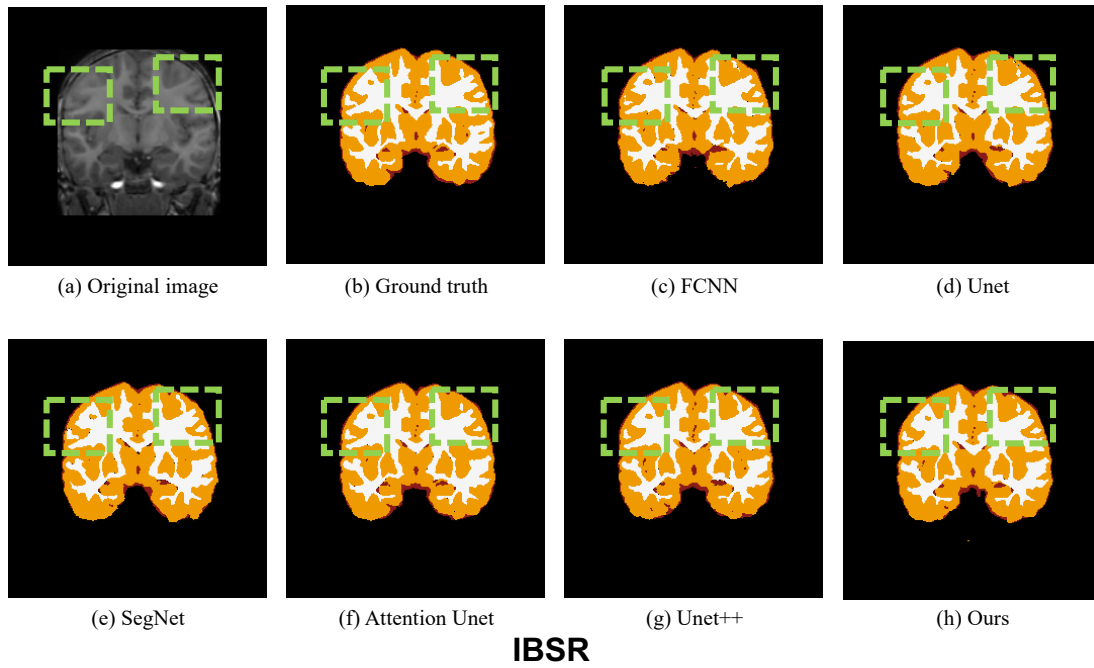 (a) Original image
(b) Ground truth
(c) FCNN
(d) Unet
(e) SegNet
(f) Attention Unet
(g) Unet++
(h) Ours
IBSR